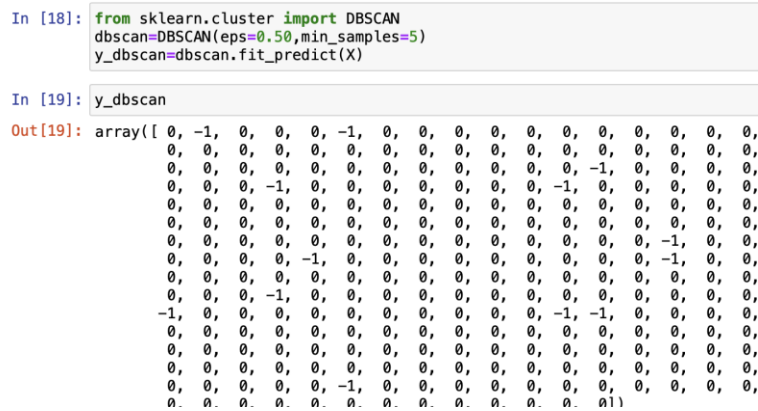 In [18]: from sklearn.cluster import DBSCAN
dbscan=DBSCAN(eps=0.50,min_samples=5)
y_dbscan=dbscan.fit_predict(X)
In [19]: y_dbscan
Out[19]: array([ 0, -1, 0, 0, 0, -1, 0, 0, 0, 0, 0, 0, 0, 0, 0, 0, 0,
0, 0, 0, 0, 0, 0, 0, 0, 0, 0, 0, 0, 0, 0, 0, 0, 0,
0, 0, 0, 0, 0, 0, 0, 0, 0, 0, 0, 0, -1, 0, 0, 0, 0,
0, 0, 0, -1, 0, 0, 0, 0, 0, 0, 0, -1, 0, 0, 0, 0, 0,
0, 0, 0, 0, 0, 0, 0, 0, 0, 0, 0, 0, 0, 0, 0, 0, 0,
0, 0, 0, 0, 0, 0, 0, 0, 0, 0, 0, 0, 0, 0, 0, 0, 0,
0, 0, 0, 0, 0, 0, 0, 0, 0, 0, 0, 0, 0, 0, -1, 0, 0,
0, 0, 0, 0, -1, 0, 0, 0, 0, 0, 0, 0, 0, 0, -1, 0, 0,
0, 0, 0, 0, 0, 0, 0, 0, 0, 0, 0, 0, 0, 0, 0, 0, 0,
0, 0, 0, -1, 0, 0, 0, 0, 0, 0, 0, 0, 0, 0, 0, 0, 0,
-1, 0, 0, 0, 0, 0, 0, 0, 0, 0, 0, -1, -1, 0, 0, 0, 0,
0, 0, 0, 0, 0, 0, 0, 0, 0, 0, 0, 0, 0, 0, 0, 0, 0,
0, 0, 0, 0, 0, 0, 0, 0, 0, 0, 0, 0, 0, 0, 0, 0, 0,
0, 0, 0, 0, 0, 0, 0, 0, 0, 0, 0, 0, 0, 0, 0, 0, 0,
0, 0, 0, 0, 0, -1, 0, 0, 0, 0, 0, 0, 0, 0, 0, 0, 0,
0, 0, 0, 0, 0, 0, 0, 0, 0, 0, 0, 0, 0])